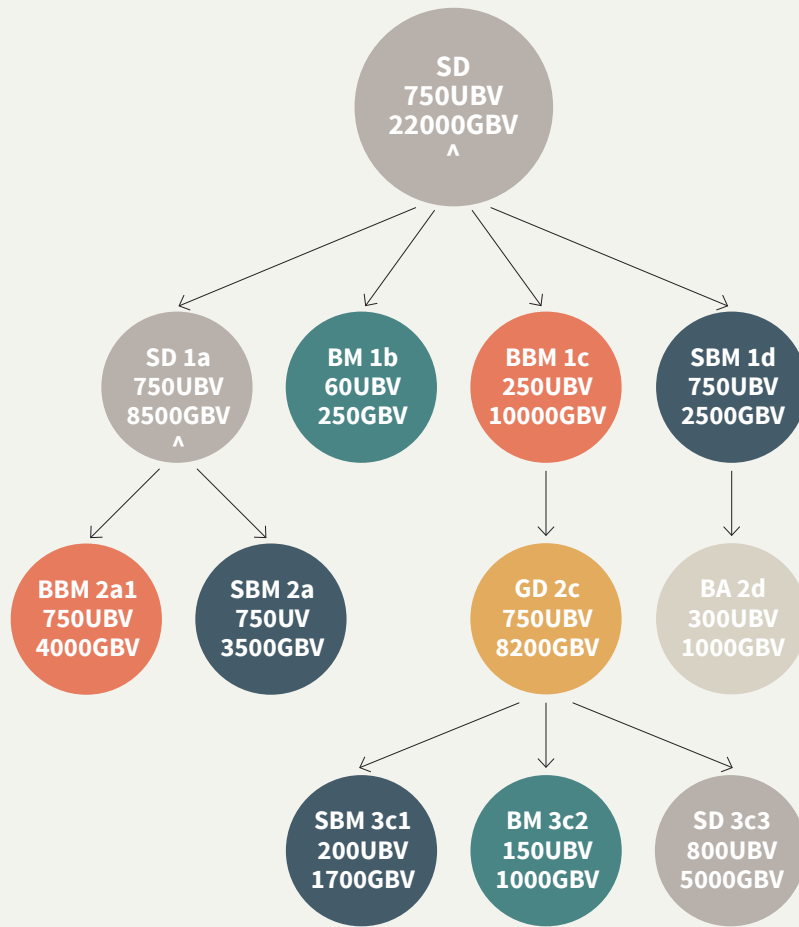 SD
750UBV
22000GBV
^
SD 1a
750UBV
8500GBV
^
BM 1b
60UBV
250GBV
BBM 1c
250UBV
10000GBV
SBM 1d
750UBV
2500GBV
BBM 2a1
750UBV
4000GBV
SBM 2a
750UV
3500GBV
GD 2c
750UBV
8200GBV
BA 2d
300UBV
1000GBV
SBM 3c1
200UBV
1700GBV
BM 3c2
150UBV
1000GBV
SD 3c3
800UBV
5000GBV